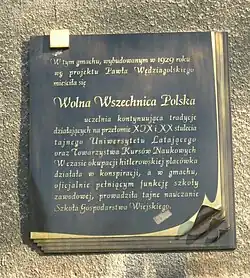 W tym gmachu, wybudowanym w 1929 roku
wg projektu Pawła Wędziagolskiego
mieściła się
Wolna Wszechnica Polska
uczelnia kontynuująca tradycje
działających na przełomie XIX i XX stulecia
tajnego Uniwersytetu Latającego
oraz Towarzystwa Kursów Naukowych
W czasie okupacji hitlerowskiej placówka
działała w konspiracji, a w gmachu,
oficjalnie pełniącym funkcję szkoły
zawodowej, prowadziła tajne nauczanie
Szkoła Gospodarstwa Wiejskiego.